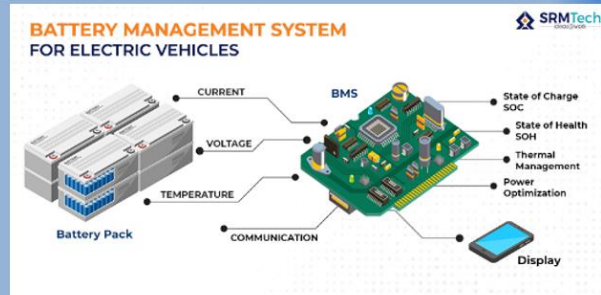 BATTERY MANAGEMENT SYSTEM
FOR ELECTRIC VEHICLES
SRMTech
CURRENT
VOLTAGE
TEMPERATURE
COMMUNICATION
Battery Pack
BMS
State of Charge
SOC
State of Health
SOH
Thermal
Management
Power
Optimization
Display